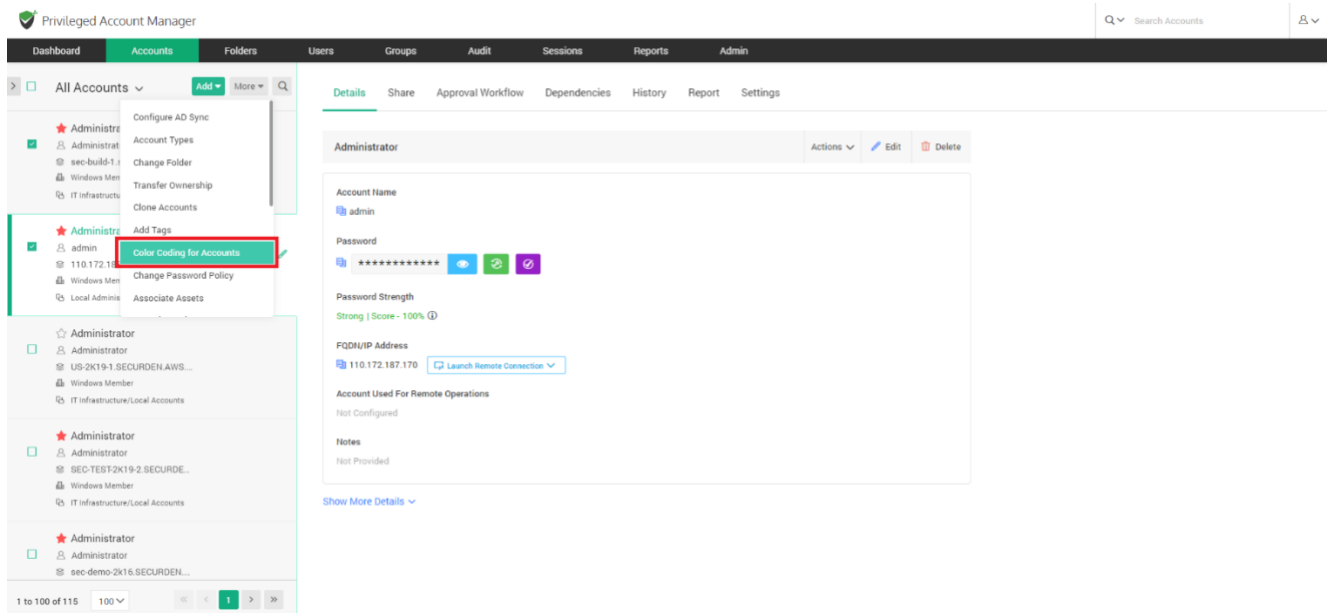 Privileged Account Manager
Search Accounts
Dashboard Accounts Folders Users Groups Audit Sessions Reports Admin
All Accounts Add More
Configure AD Sync
Account Types
Change Folder
Transfer Ownership
Clone Accounts
Add Tags
Color Coding for Accounts
Change Password Policy
Associate Assets
Administra
Administrat
sec-build-1.
Windows Mem
IT Infrastructu
Administra
admin
110.172.18
Windows Mem
Local Adminis
Administrator
Administrator
US-2K19-1.SECURDEN.AWS....
Windows Member
IT Infrastructure/Local Accounts
Administrator
Administrator
SEC-TEST-2K19-2.SECURDE...
Windows Member
IT Infrastructure/Local Accounts
Administrator
Administrator
sec-demo-2k16.SECURDEN....
1 to 100 of 115 100 1
Details Share Approval Workflow Dependencies History Report Settings
Administrator Actions Edit Delete
Account Name
admin
Password
************
Password Strength
Strong | Score - 100%
FQDN/IP Address
110.172.187.170 Launch Remote Connection
Account Used For Remote Operations
Not Configured
Notes
Not Provided
Show More Details